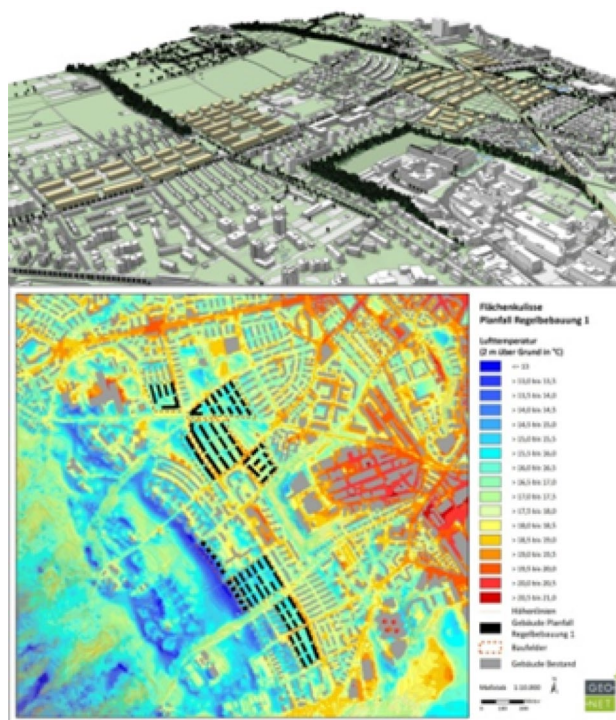 Flächenkulisse
Planfall Regelbebauung 1
Lufttemperatur
(2 m über Grund in °C)
<= 13
> 13,0 bis 13,5
> 13,5 bis 14,0
> 14,0 bis 14,5
> 14,5 bis 15,0
> 15,0 bis 15,5
> 15,5 bis 16,0
> 16,0 bis 16,5
> 16,5 bis 17,0
> 17,0 bis 17,5
> 17,5 bis 18,0
> 18,0 bis 18,5
> 18,5 bis 19,0
> 19,0 bis 19,5
> 19,5 bis 20,0
> 20,0 bis 20,5
> 20,5 bis 21,0
Höhenlinien
Gebäude Planfall
Regelbebauung 1
Baufelder
Gebäude Bestand
Maßstab 1:10.000
GEO
NET